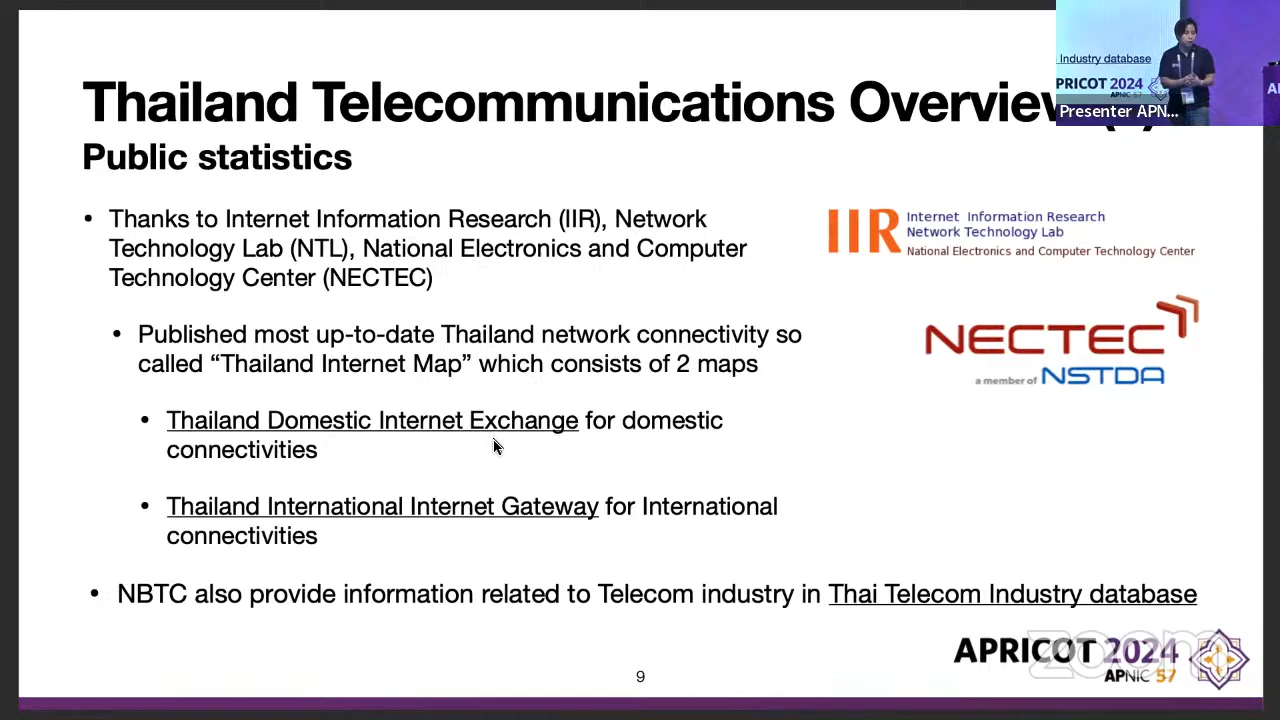 Thailand Telecommunications Overview
Public statistics
• Thanks to Internet Information Research (IIR), Network
Technology Lab (NTL), National Electronics and Computer
Technology Center (NECTEC)
• Published most up-to-date Thailand network connectivity so
called “Thailand Internet Map” which consists of 2 maps
• Thailand Domestic Internet Exchange for domestic
connectivities
• Thailand International Internet Gateway for International
connectivities
• NBTC also provide information related to Telecom industry in Thai Telecom Industry database
IIR Internet Information Research
Network Technology Lab
National Electronics and Computer Technology Center
NECTEC
a member of NSTDA
Industry database
PRICOT 2024
APNIC 57
Presenter APN...
zoom
APRICOT 2024
APNIC 57
9